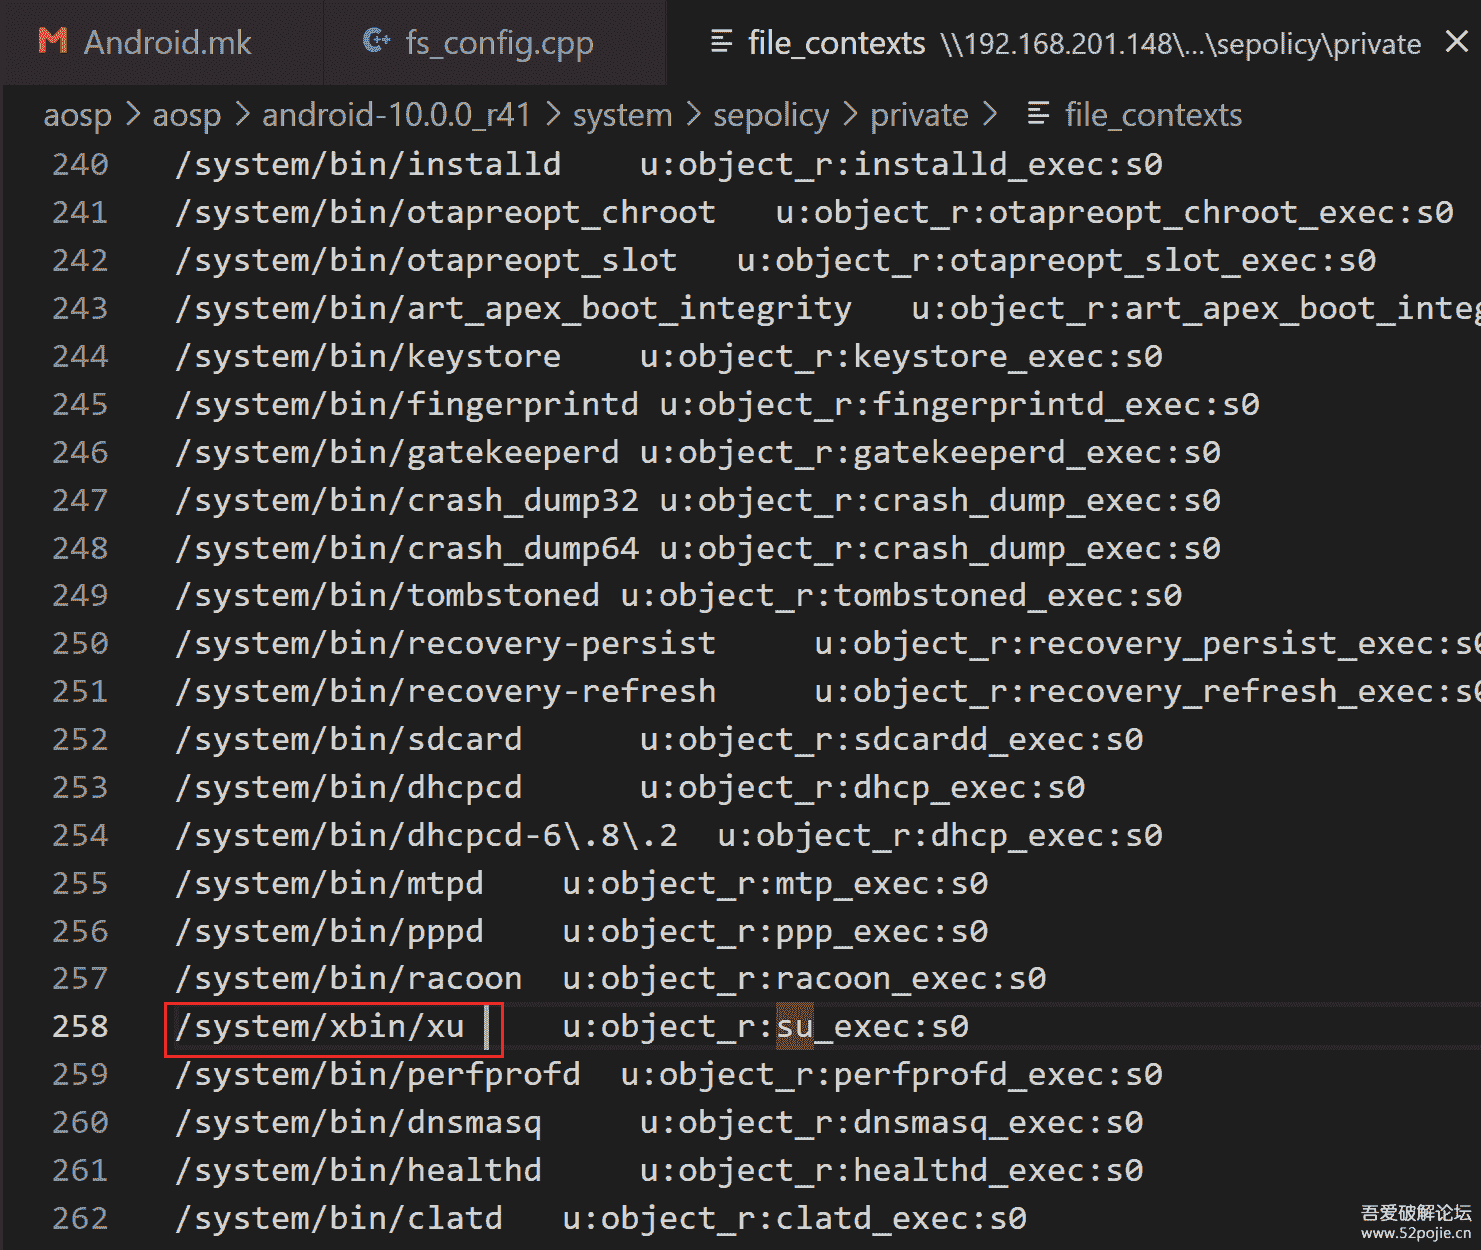 Android.mk fs_config.cpp file_contexts \\192.168.201.148\...\sepolicy\private
aosp > aosp > android-10.0.0_r41 > system > sepolicy > private > file_contexts
240 /system/bin/installd u:object_r:installd_exec:s0
241 /system/bin/otapreopt_chroot u:object_r:otapreopt_chroot_exec:s0
242 /system/bin/otapreopt_slot u:object_r:otapreopt_slot_exec:s0
243 /system/bin/art_apex_boot_integrity u:object_r:art_apex_boot_integ
244 /system/bin/keystore u:object_r:keystore_exec:s0
245 /system/bin/fingerprintd u:object_r:fingerprintd_exec:s0
246 /system/bin/gatekeeperd u:object_r:gatekeeperd_exec:s0
247 /system/bin/crash_dump32 u:object_r:crash_dump_exec:s0
248 /system/bin/crash_dump64 u:object_r:crash_dump_exec:s0
249 /system/bin/tombstoned u:object_r:tombstoned_exec:s0
250 /system/bin/recovery-persist u:object_r:recovery_persist_exec:s0
251 /system/bin/recovery-refresh u:object_r:recovery_refresh_exec:s0
252 /system/bin/sdcard u:object_r:sdcardd_exec:s0
253 /system/bin/dhcpcd u:object_r:dhcp_exec:s0
254 /system/bin/dhcpcd-6\.8\.2 u:object_r:dhcp_exec:s0
255 /system/bin/mtpd u:object_r:mtp_exec:s0
256 /system/bin/pppd u:object_r:ppp_exec:s0
257 /system/bin/racoon u:object_r:racoon_exec:s0
258 /system/xbin/xu u:object_r:su_exec:s0
259 /system/bin/perfprofd u:object_r:perfprofd_exec:s0
260 /system/bin/dnsmasq u:object_r:dnsmasq_exec:s0
261 /system/bin/healthd u:object_r:healthd_exec:s0
262 /system/bin/clatd u:object_r:clatd_exec:s0
吾爱破解论坛
www.52pojie.cn